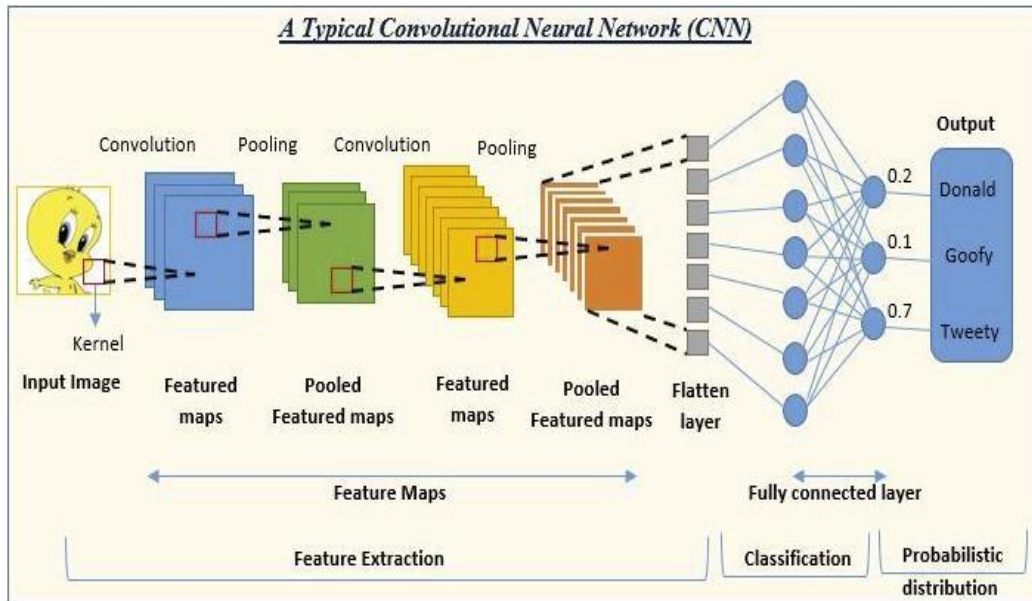 A Typical Convolutional Neural Network (CNN)
Convolution
Pooling
Convolution
Pooling
Output
0.2
Donald
0.1
Goofy
0.7
Tweety
Kernel
Input Image
Featured
maps
Pooled
Featured maps
Featured
maps
Pooled
Featured maps
Flatten
layer
Feature Maps
Fully connected layer
Feature Extraction
Classification
Probabilistic
distribution